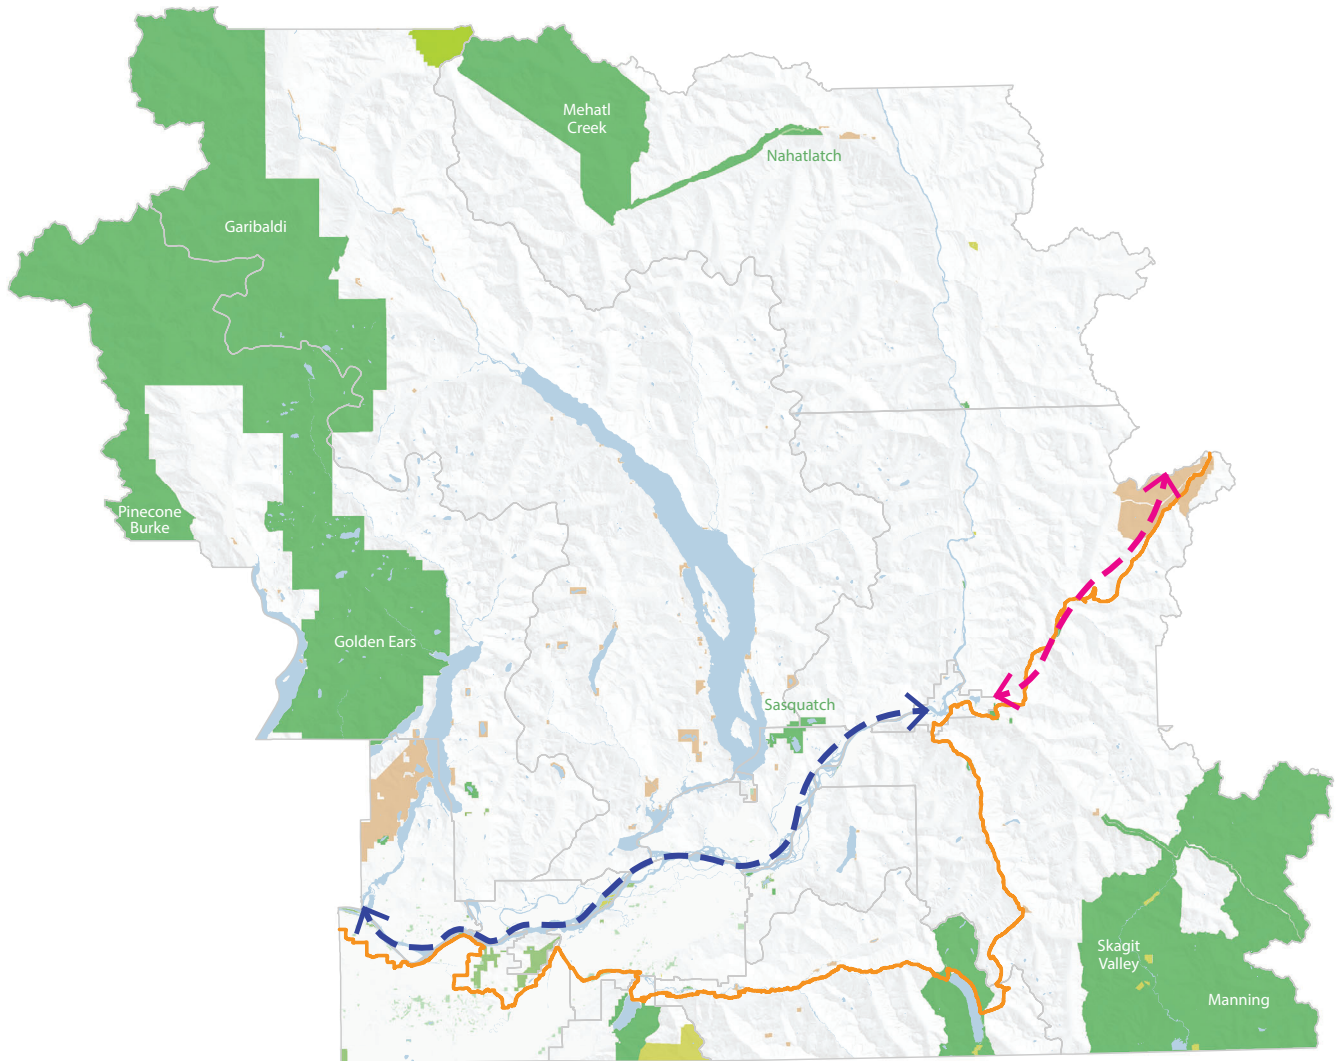 Mehatl
Creek
Nahatlatch
Garibaldi
Pinecone
Burke
Golden Ears
Sasquatch
Skagit
Valley
Manning